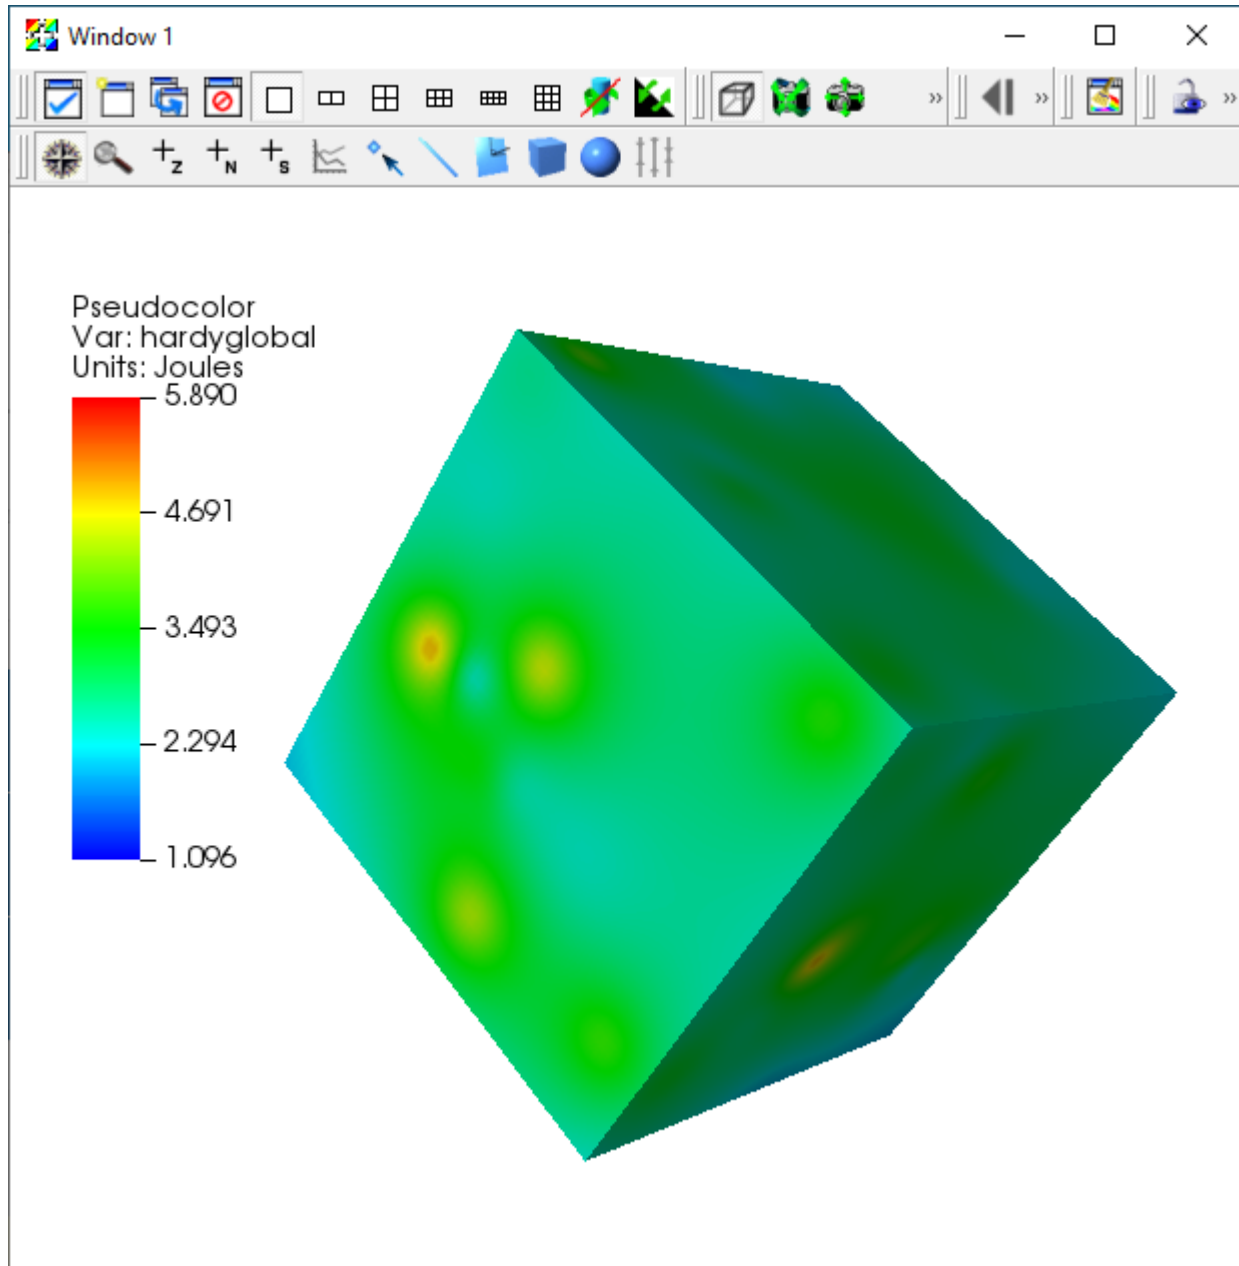 Window 1
Z
N
S
Pseudocolor
Var: hardyglobal
Units: Joules
5.890
4.691
3.493
2.294
1.096